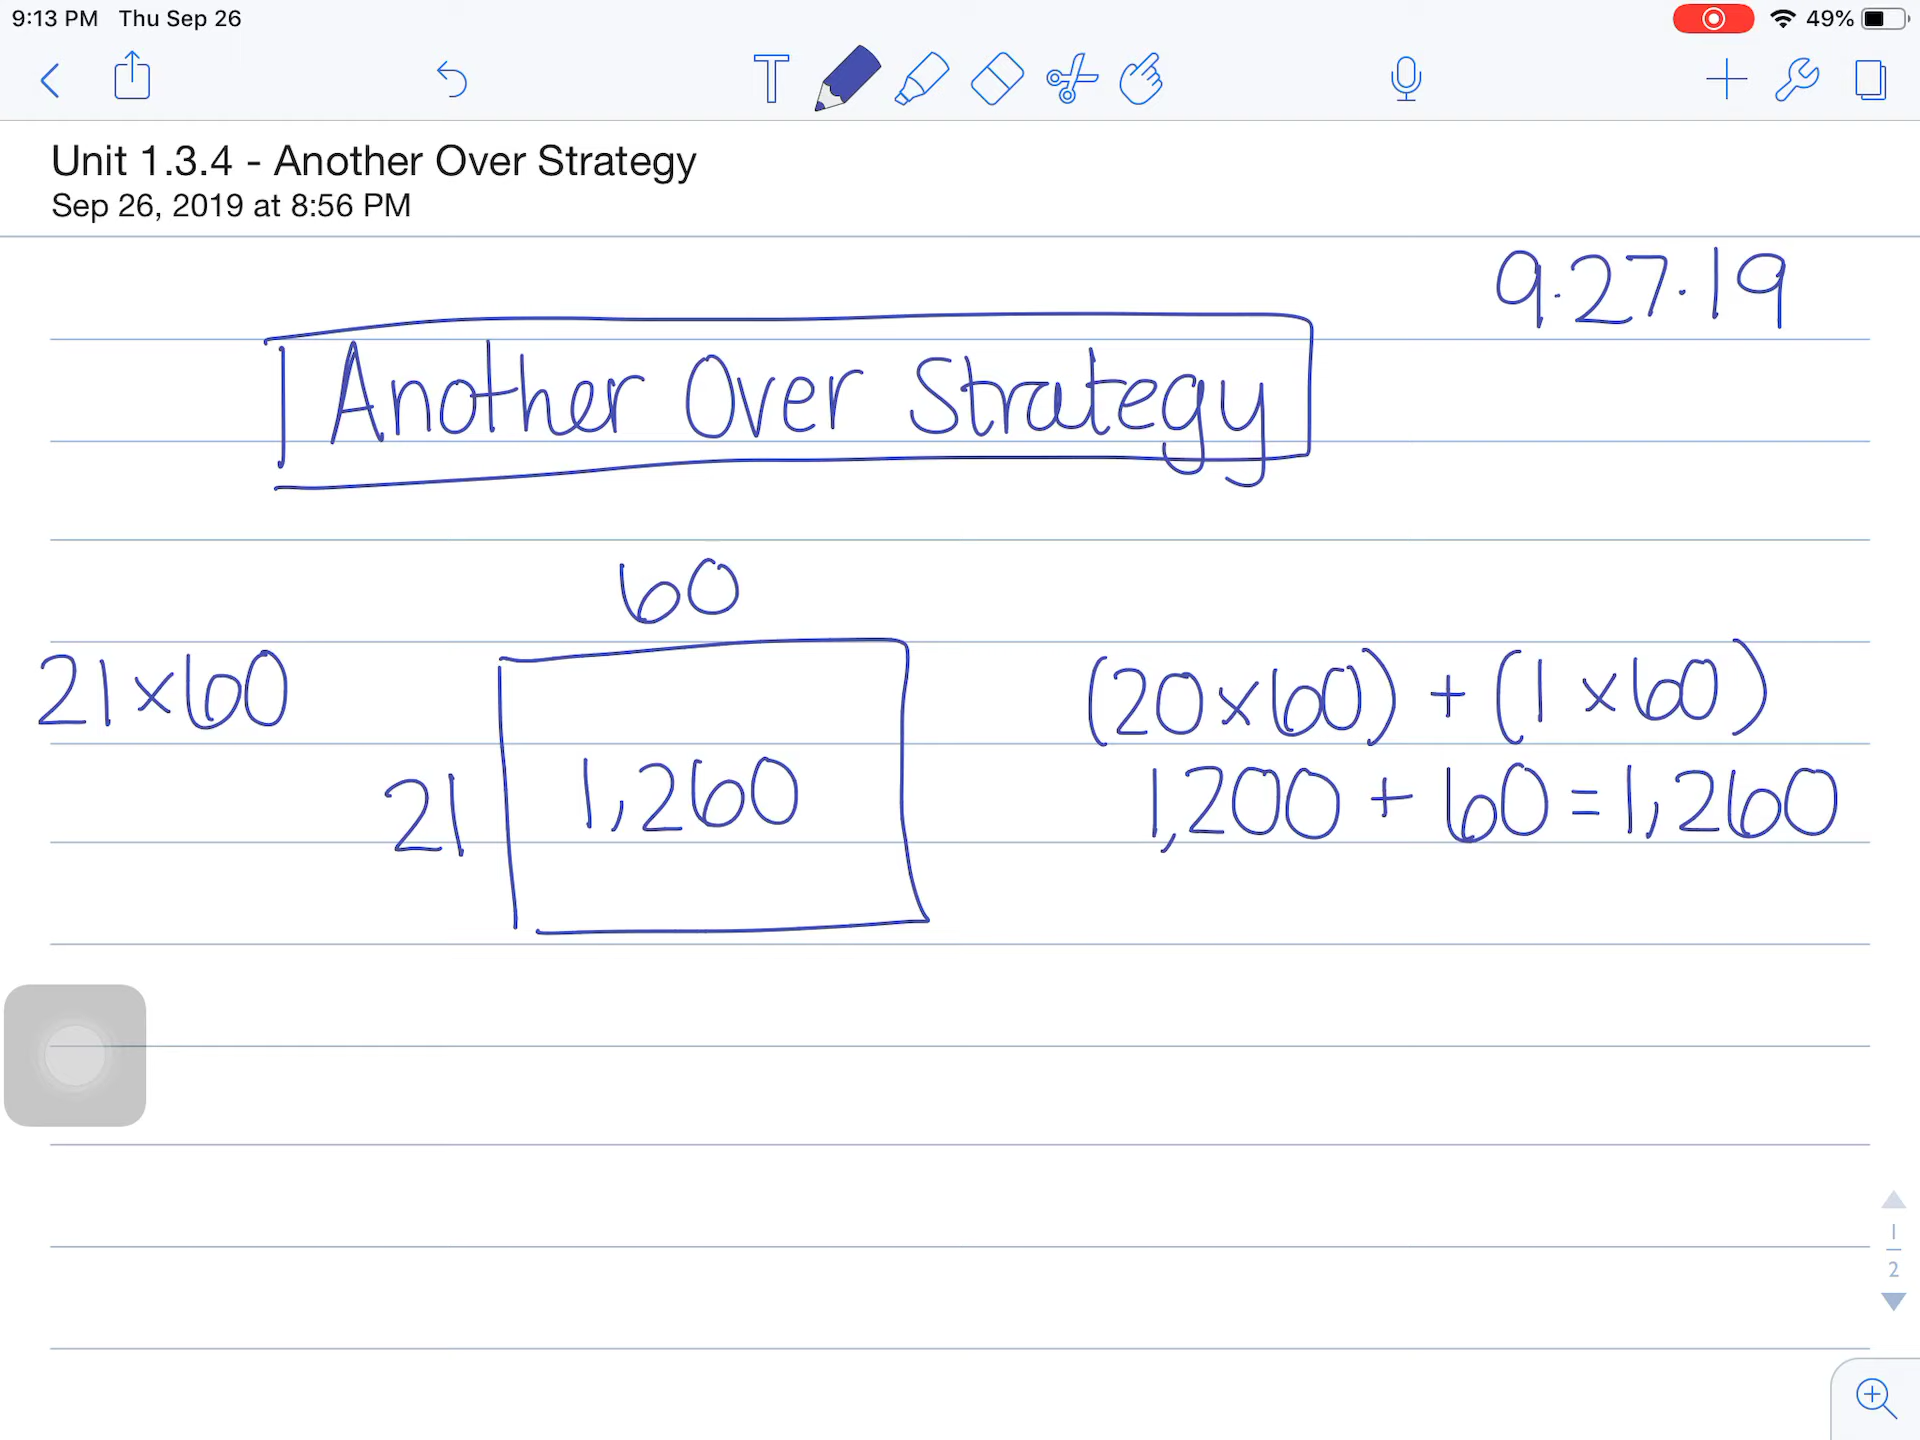 9:13 PM Thu Sep 26
49%
T
Unit 1.3.4 - Another Over Strategy
Sep 26, 2019 at 8:56 PM
9.27.19
Another Over Strategy
60
21×60
(20×60) + (1×60)
21
1,260
1,200 + 60 = 1,260
1
2